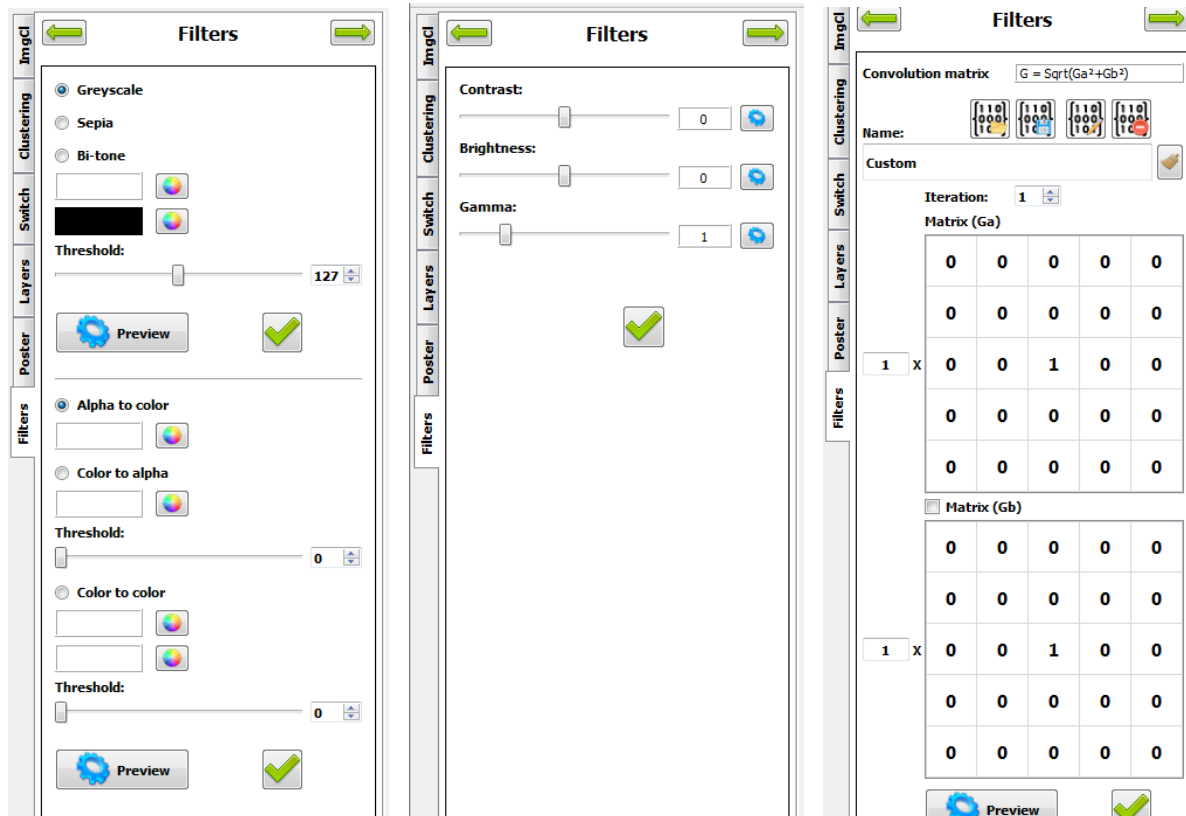 ImgCl
Clustering
Switch
Layers
Poster
Filters
Filters
Greyscale
Sepia
Bi-tone
Threshold:
127
Preview
Alpha to color
Color to alpha
Threshold:
0
Color to color
Threshold:
0
Preview
ImgCl
Clustering
Switch
Layers
Poster
Filters
Filters
Contrast:
0
Brightness:
0
Gamma:
1
ImgCl
Clustering
Switch
Layers
Poster
Filters
Filters
Convolution matrix G = Sqrt(Ga²+Gb²)
Name:
Custom
Iteration: 1
Matrix (Ga)
0 0 0 0 0
0 0 0 0 0
1 X 0 0 1 0 0
0 0 0 0 0
0 0 0 0 0
Matrix (Gb)
0 0 0 0 0
0 0 0 0 0
1 X 0 0 1 0 0
0 0 0 0 0
0 0 0 0 0
Preview